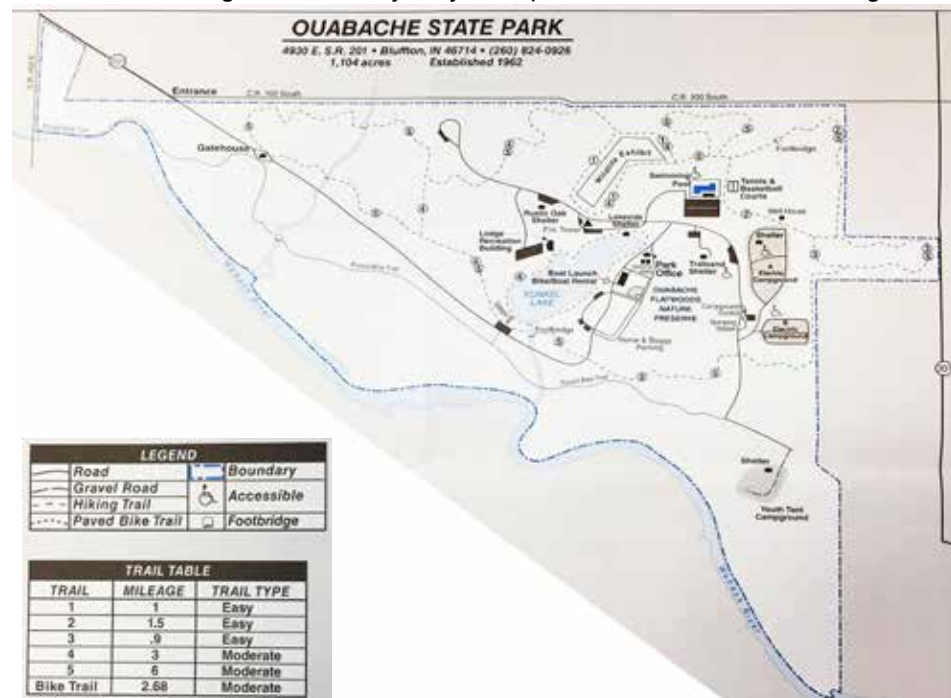 OUABACHE STATE PARK
4930 E. S.R. 201 • Bluffton, IN 46714 • (260) 824-0926
1,104 acres Established 1962
Entrance
C.R. 100 South
C.R. 300 South
Gatehouse
Wildlife Exhibit
Footbridge
Swimming
Pool
Tennis &
Basketball
Courts
Well House
Rustic Oak
Shelter
Fire Tower
Lakeside
Shelter
Lodge
Recreation
Building
Boat Launch
Bike/Boat Rental
Park
Office
Trailsend
Shelter
Shelter
A
Electric
Campground
KUNKEL
LAKE
OUABACHE
FLATWOODS
NATURE
PRESERVE
B
Electric
Campground
Footbridge
Horse & Buggy
Parking
Shelter
Youth Tent
Campground
Wabash River
LEGEND
Road Boundary
Gravel Road Accessible
Hiking Trail
Paved Bike Trail Footbridge
TRAIL TABLE
TRAIL MILEAGE TRAIL TYPE
1 1 Easy
2 1.5 Easy
3 .9 Easy
4 3 Moderate
5 6 Moderate
Bike Trail 2.68 Moderate